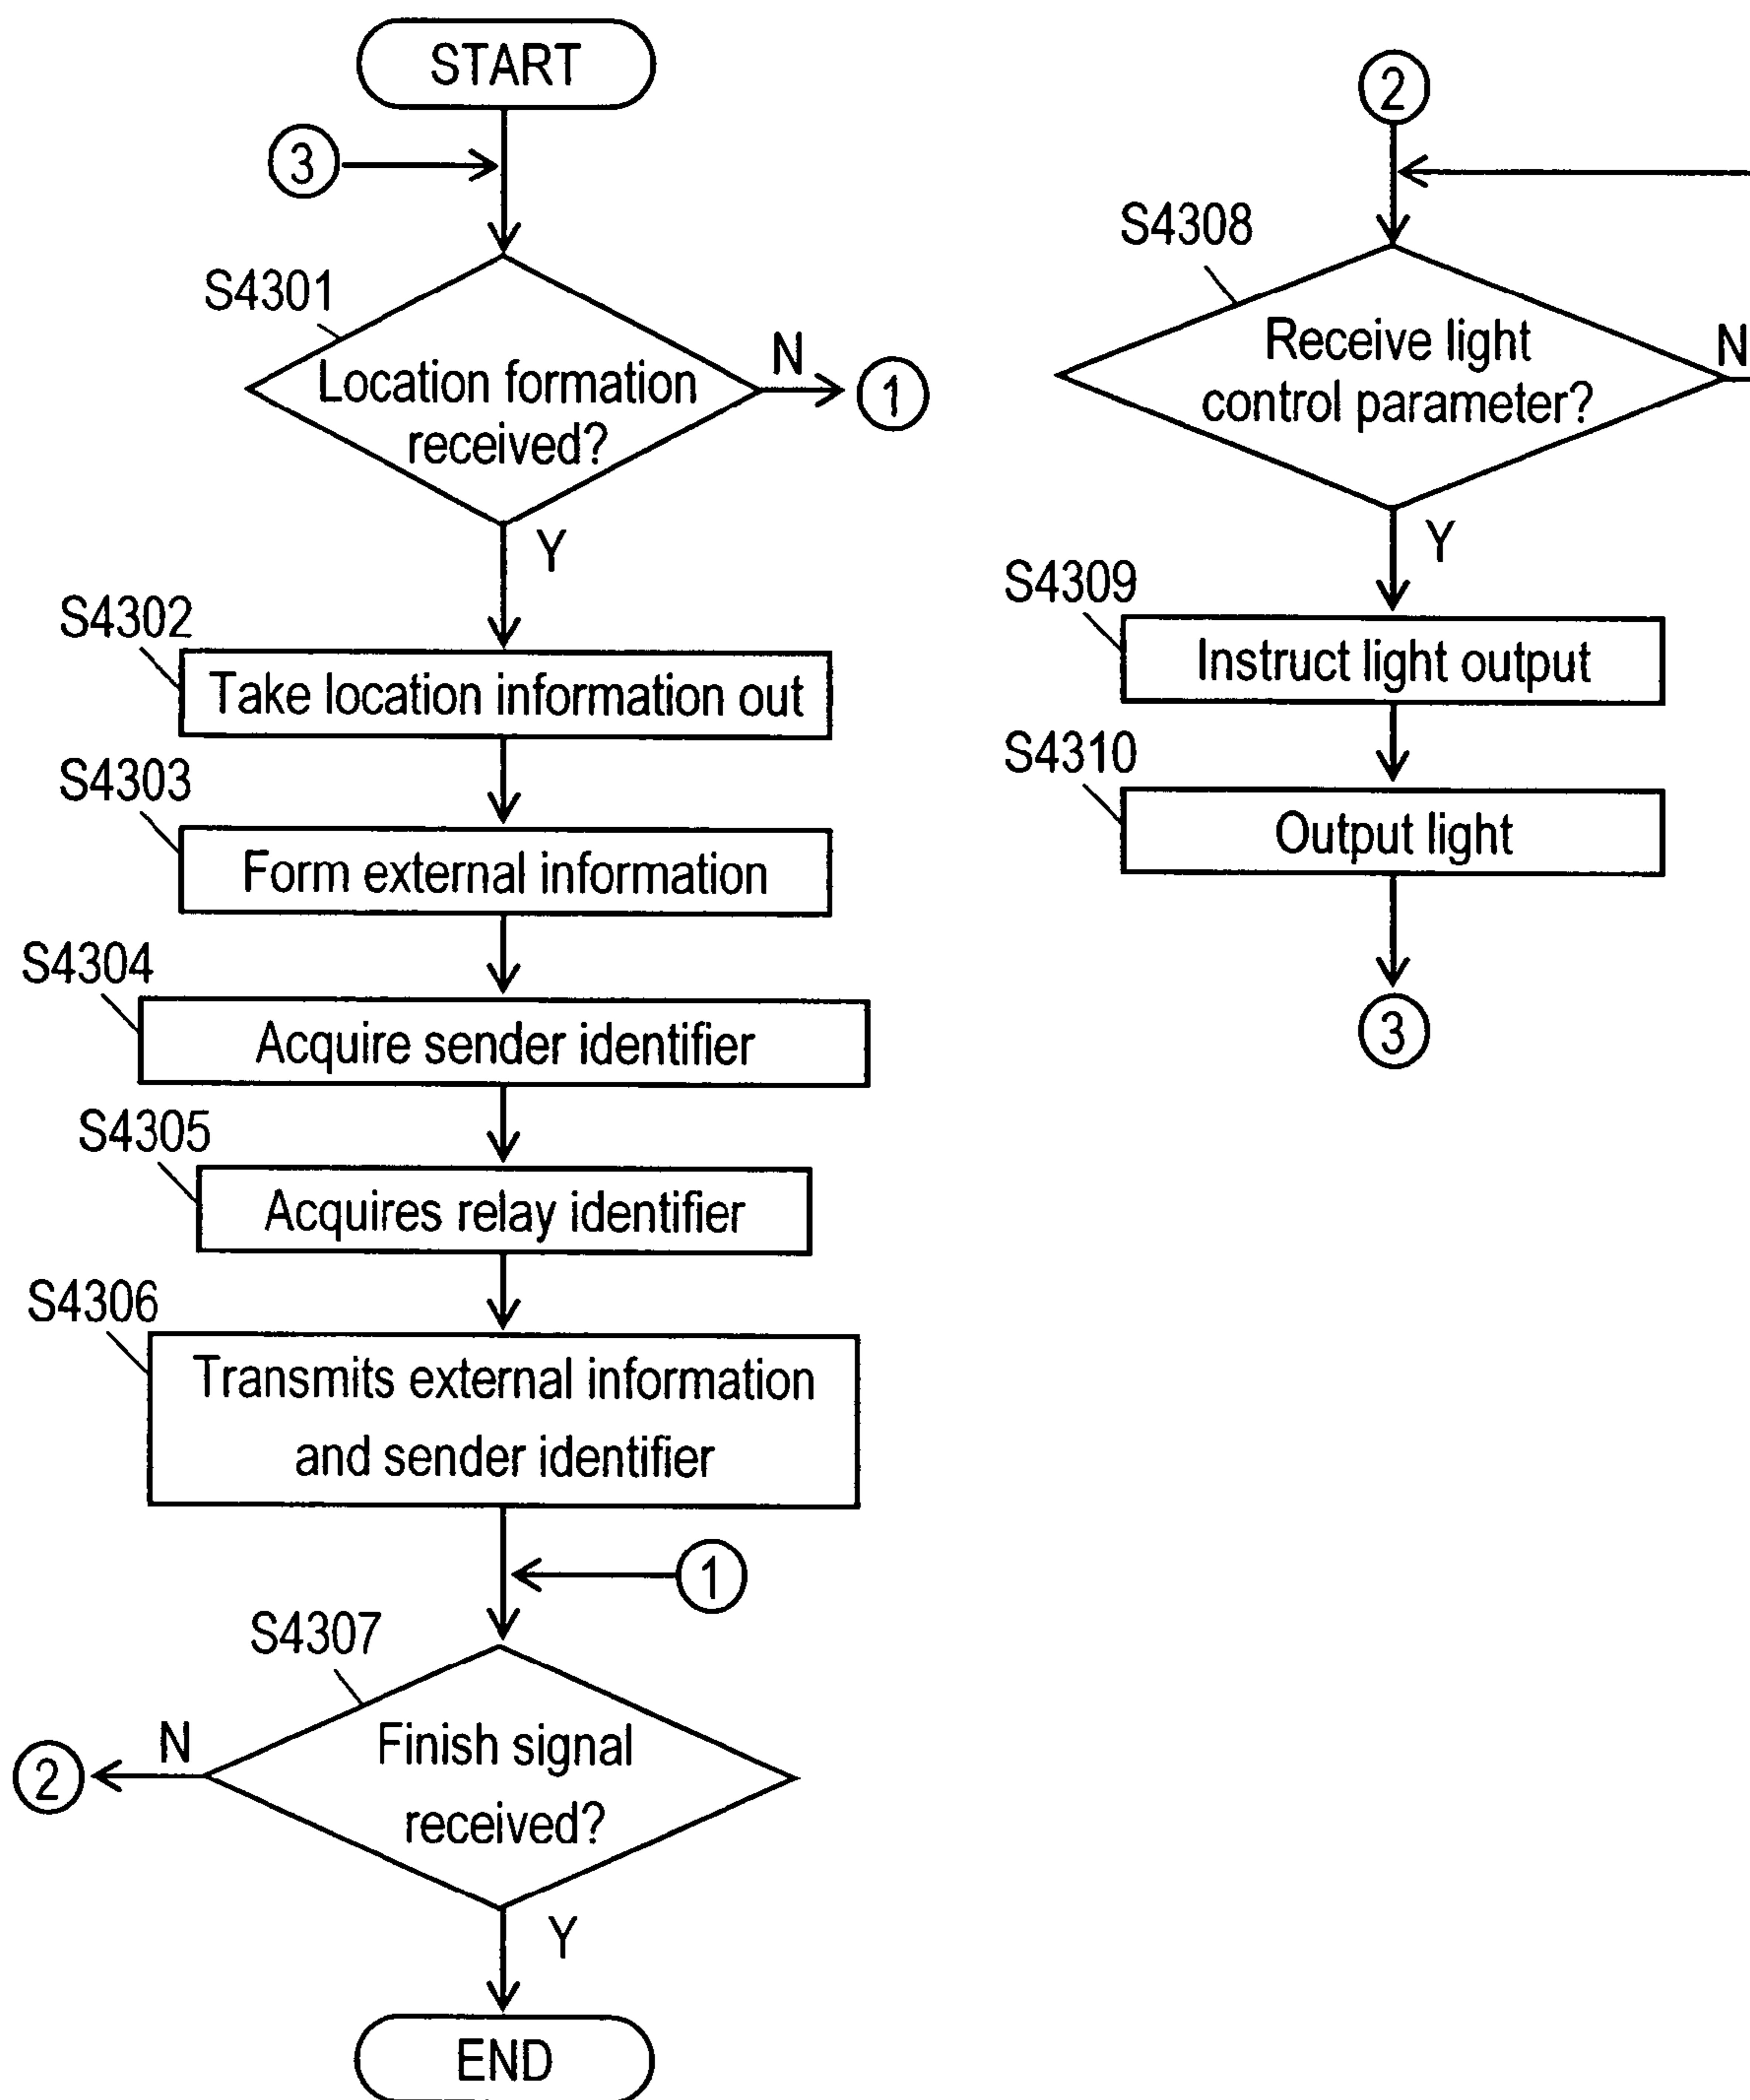 START
3
S4301
Location formation
received?
N
1
Y
S4302
Take location information out
S4303
Form external information
S4304
Acquire sender identifier
S4305
Acquires relay identifier
S4306
Transmits external information
and sender identifier
1
S4307
Finish signal
received?
N
2
Y
END
2
S4308
Receive light
control parameter?
N
Y
S4309
Instruct light output
S4310
Output light
3